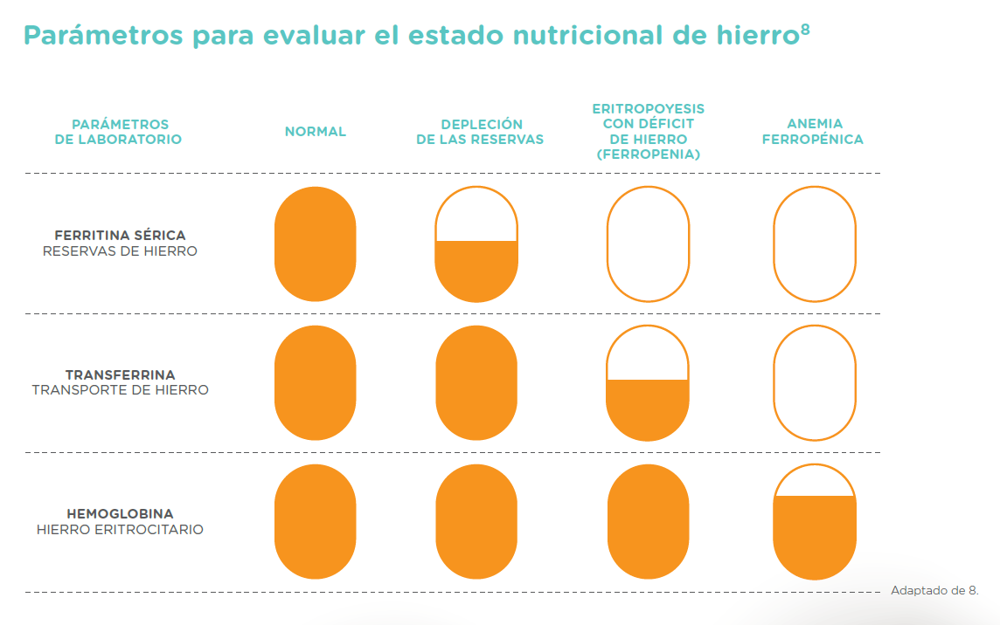 Parámetros para evaluar el estado nutricional de hierro⁸
PARÁMETROS
DE LABORATORIO
NORMAL
DEPLECIÓN
DE LAS RESERVAS
ERITROPOYESIS
CON DÉFICIT
DE HIERRO
(FERROPENIA)
ANEMIA
FERROPÉNICA
FERRITINA SÉRICA
RESERVAS DE HIERRO
TRANSFERRINA
TRANSPORTE DE HIERRO
HEMOGLOBINA
HIERRO ERITROCITARIO
Adaptado de 8.